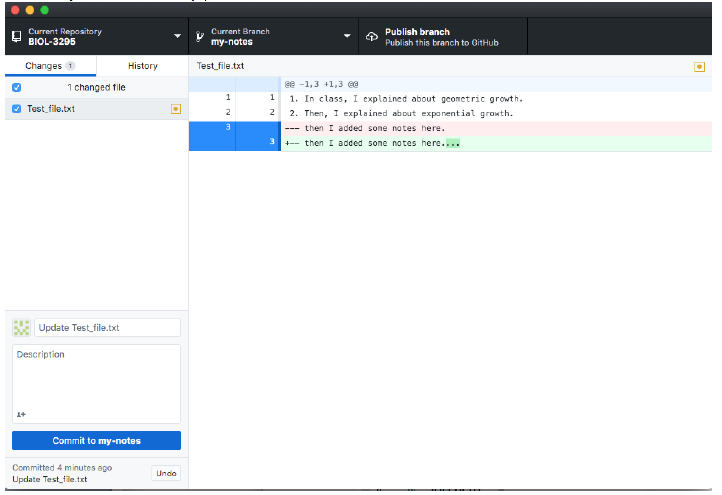 Current Repository
BIOL-3295
Current Branch
my-notes
Publish branch
Publish this branch to GitHub
Changes 1
History
Test_file.txt
1 changed file
Test_file.txt
@@ -1,3 +1,3 @@
1 1 1. In class, I explained about geometric growth.
2 2 2. Then, I explained about exponential growth.
3 --- then I added some notes here.
3 +-- then I added some notes here....
Update Test_file.txt
Description
Commit to my-notes
Committed 4 minutes ago
Update Test_file.txt
Undo